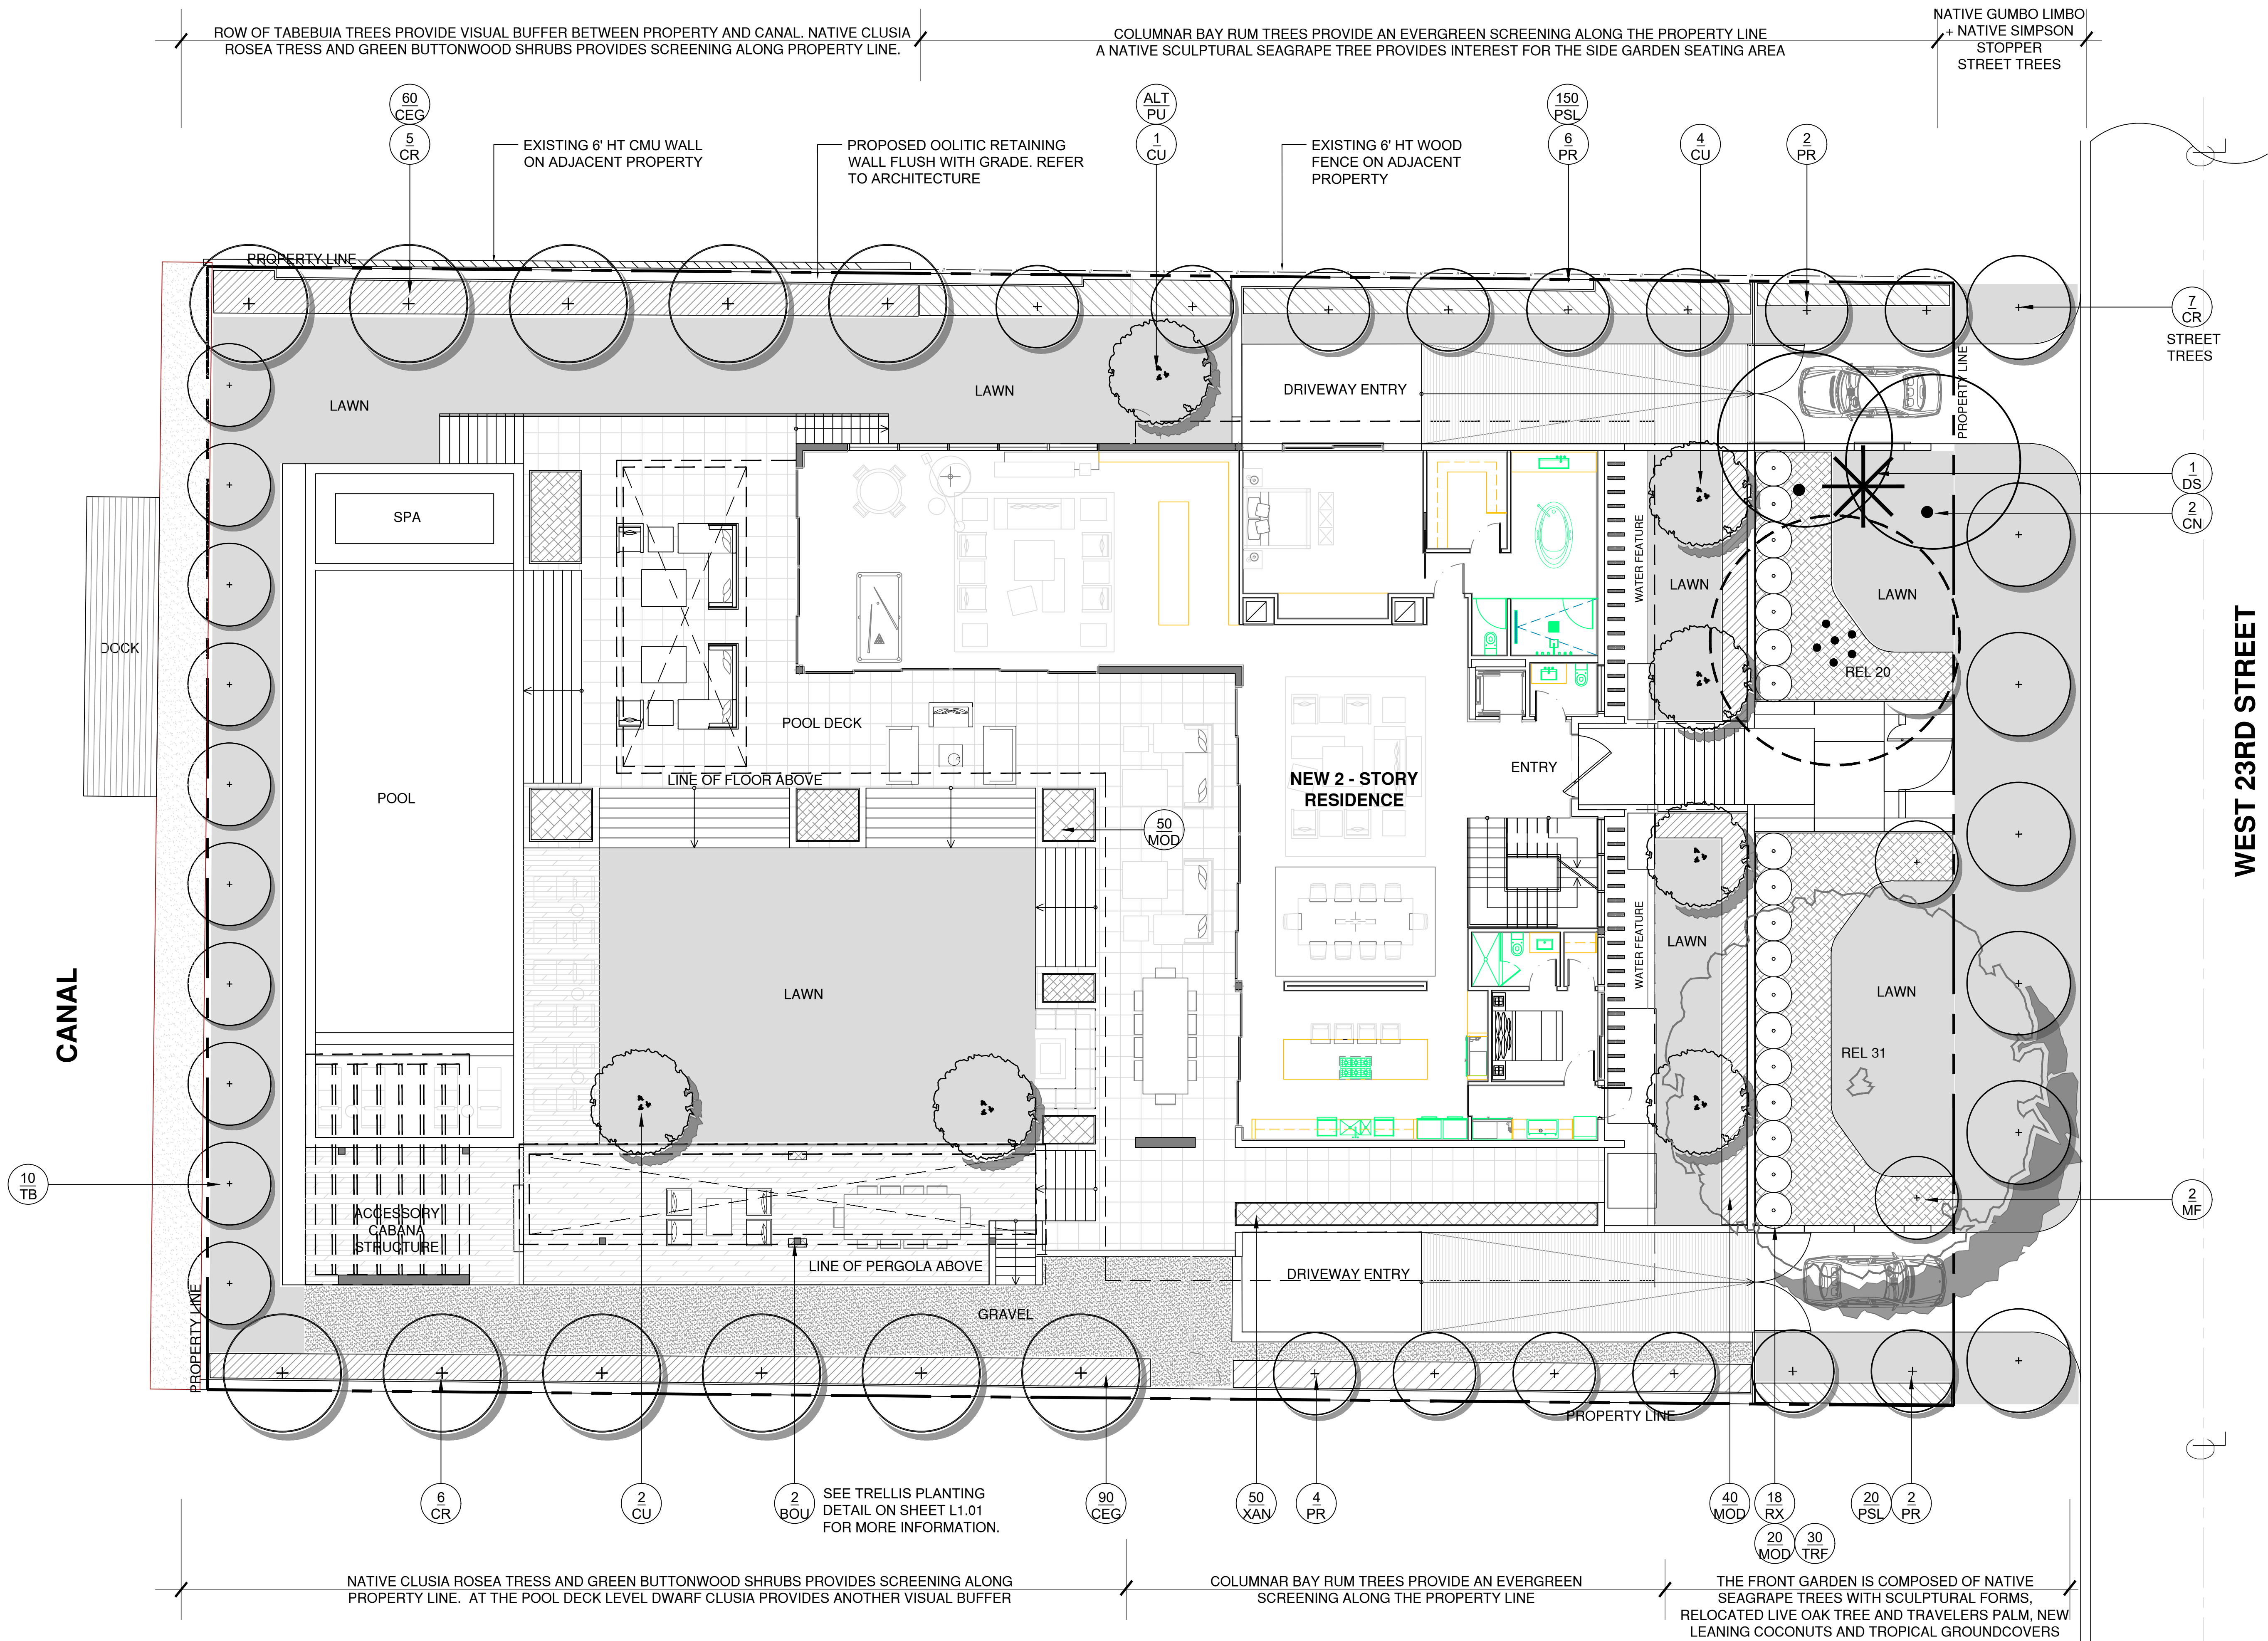 ROW OF TABEBUIA TREES PROVIDE VISUAL BUFFER BETWEEN PROPERTY AND CANAL. NATIVE CLUSIA
ROSEA TRESS AND GREEN BUTTONWOOD SHRUBS PROVIDES SCREENING ALONG PROPERTY LINE.
COLUMNAR BAY RUM TREES PROVIDE AN EVERGREEN SCREENING ALONG THE PROPERTY LINE
A NATIVE SCULPTURAL SEAGRAPE TREE PROVIDES INTEREST FOR THE SIDE GARDEN SEATING AREA
NATIVE GUMBO LIMBO
+ NATIVE SIMPSON
STOPPER
STREET TREES
60
CEG
5
CR
EXISTING 6' HT CMU WALL
ON ADJACENT PROPERTY
PROPOSED OOLITIC RETAINING
WALL FLUSH WITH GRADE. REFER
TO ARCHITECTURE
ALT
PU
1
CU
EXISTING 6' HT WOOD
FENCE ON ADJACENT
PROPERTY
150
PSL
6
PR
4
CU
2
PR
PROPERTY LINE
7
CR
STREET
TREES
LAWN
LAWN
DRIVEWAY ENTRY
PROPERTY LINE
1
DS
2
CN
SPA
WATER FEATURE
LAWN
LAWN
DOCK
REL 20
POOL DECK
LINE OF FLOOR ABOVE
POOL
NEW 2 - STORY
RESIDENCE
ENTRY
50
MOD
WEST 23RD STREET
CANAL
LAWN
WATER FEATURE
LAWN
LAWN
REL 31
10
TB
2
MF
ACCESSORY
CABANA
STRUCTURE
LINE OF PERGOLA ABOVE
DRIVEWAY ENTRY
GRAVEL
PROPERTY LINE
PROPERTY LINE
6
CR
2
CU
2
BOU
SEE TRELLIS PLANTING
DETAIL ON SHEET L1.01
FOR MORE INFORMATION.
90
CEG
50
XAN
4
PR
40
MOD
18
RX
20
MOD
30
TRF
20
PSL
2
PR
NATIVE CLUSIA ROSEA TRESS AND GREEN BUTTONWOOD SHRUBS PROVIDES SCREENING ALONG
PROPERTY LINE. AT THE POOL DECK LEVEL DWARF CLUSIA PROVIDES ANOTHER VISUAL BUFFER
COLUMNAR BAY RUM TREES PROVIDE AN EVERGREEN
SCREENING ALONG THE PROPERTY LINE
THE FRONT GARDEN IS COMPOSED OF NATIVE
SEAGRAPE TREES WITH SCULPTURAL FORMS,
RELOCATED LIVE OAK TREE AND TRAVELERS PALM, NEW
LEANING COCONUTS AND TROPICAL GROUNDCOVERS